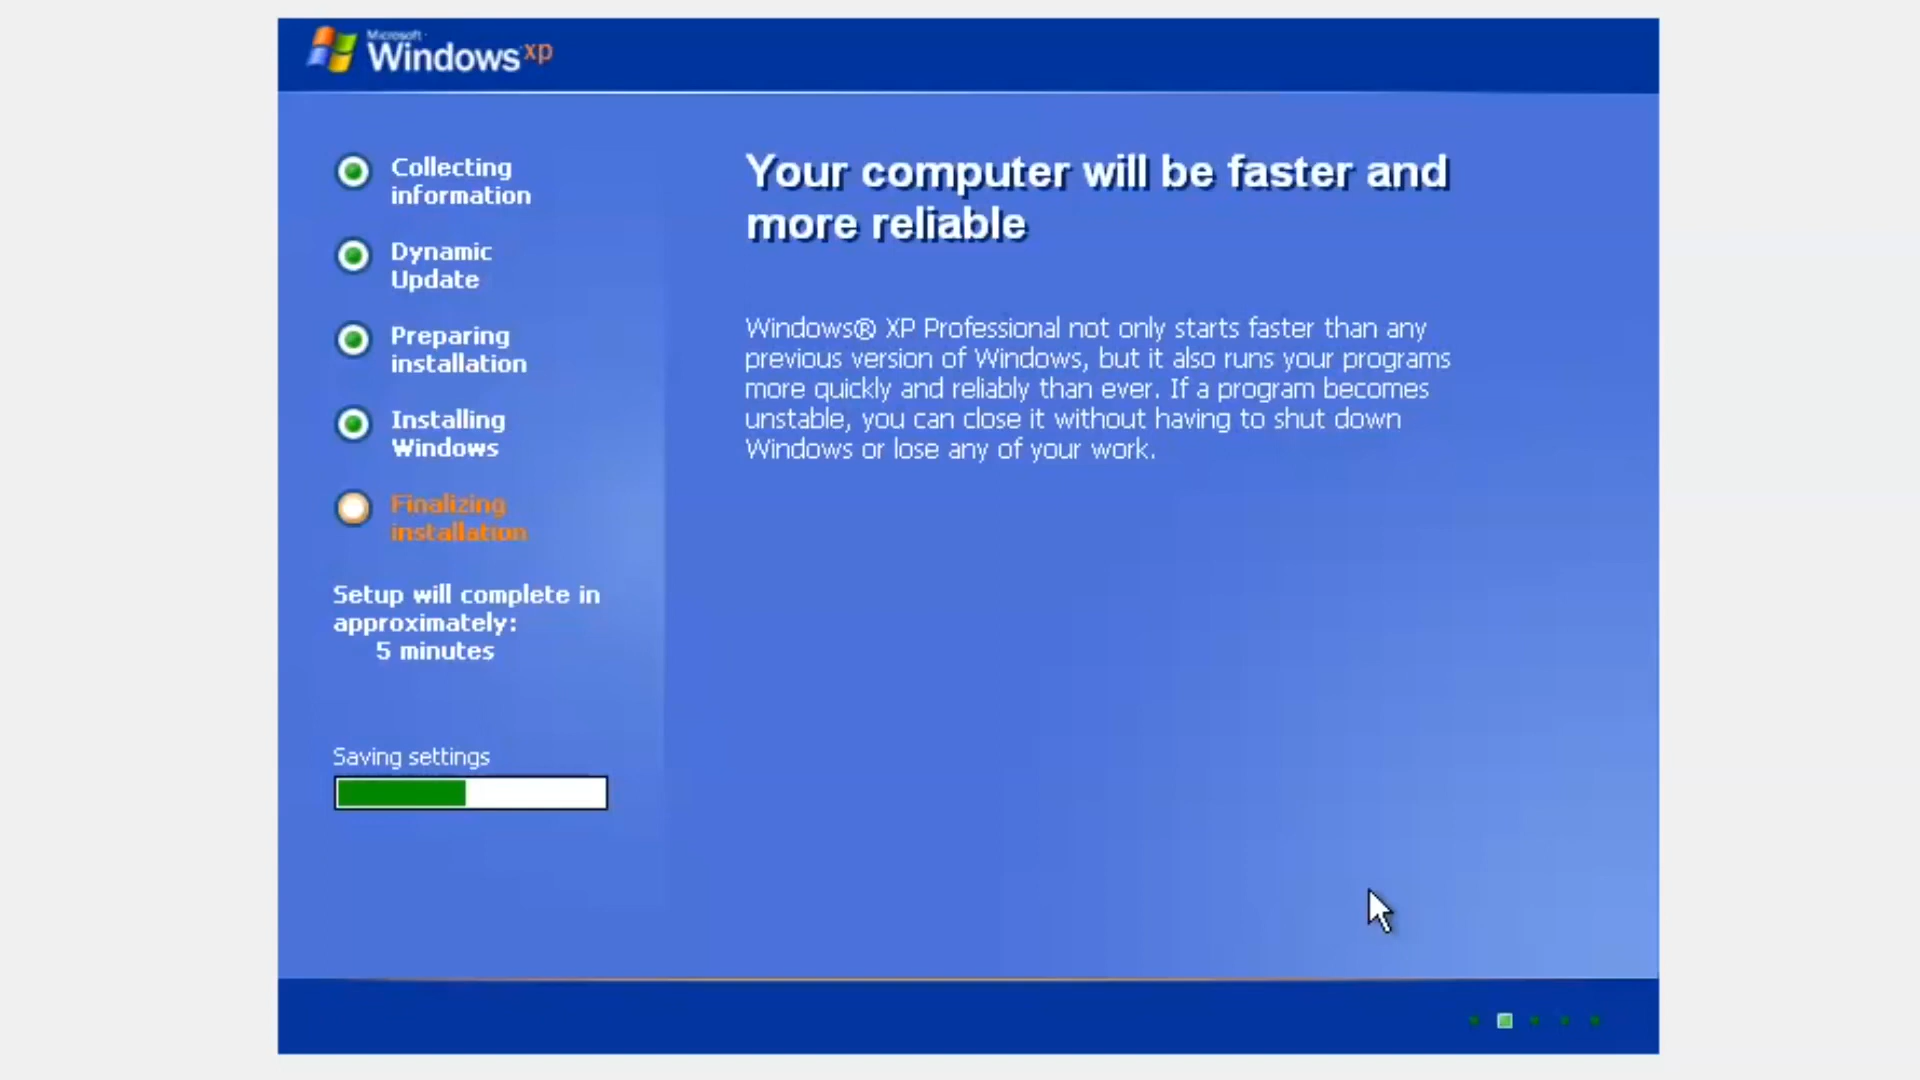 Microsoft
Windows xp
Collecting
information
Dynamic
Update
Preparing
installation
Installing
Windows
Finalizing
installation
Setup will complete in
approximately:
5 minutes
Saving settings
Your computer will be faster and
more reliable
Windows® XP Professional not only starts faster than any
previous version of Windows, but it also runs your programs
more quickly and reliably than ever. If a program becomes
unstable, you can close it without having to shut down
Windows or lose any of your work.